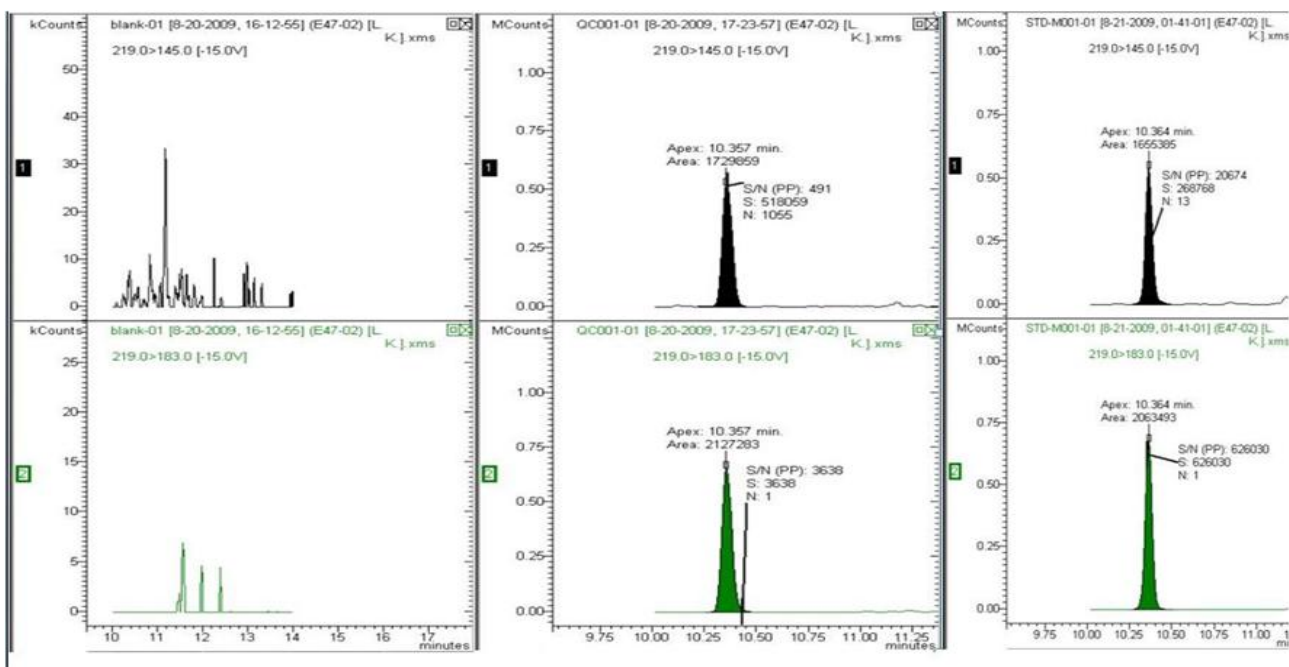 kCounts blank-01 [8-20-2009, 16-12-55] (E47-02) [L.
K.].xms
219.0>145.0 [-15.0V]
50
40
30
20
10
0
1
MCounts QC001-01 [8-20-2009, 17-23-57] (E47-02) [L.
K.].xms
219.0>145.0 [-15.0V]
1.00
0.75
Apex: 10.357 min.
Area: 1729859
0.50
S/N (PP): 491
S: 518059
N: 1055
0.25
0.00
1
MCounts STD-M001-01 [8-21-2009, 01-41-01] (E47-02) [L.
K.].xms
219.0>145.0 [-15.0V]
1.00
0.75
Apex: 10.364 min.
Area: 1655385
0.50
S/N (PP): 20674
S: 268768
N: 13
0.25
0.00
1
kCounts blank-01 [8-20-2009, 16-12-55] (E47-02) [L.
K.].xms
219.0>183.0 [-15.0V]
25
20
15
10
5
0
2
10 11 12 13 14 15 16 17
minutes
MCounts QC001-01 [8-20-2009, 17-23-57] (E47-02) [L.
K.].xms
219.0>183.0 [-15.0V]
1.00
0.75
Apex: 10.357 min.
Area: 2127283
S/N (PP): 3638
S: 3638
N: 1
0.50
0.25
0.00
2
9.75 10.00 10.25 10.50 10.75 11.00 11.25
minutes
MCounts STD-M001-01 [8-21-2009, 01-41-01] (E47-02) [L.
K.].xms
219.0>183.0 [-15.0V]
1.00
Apex: 10.364 min.
Area: 2063493
0.75
S/N (PP): 626030
S: 626030
N: 1
0.50
0.25
0.00
2
9.75 10.00 10.25 10.50 10.75 11.00